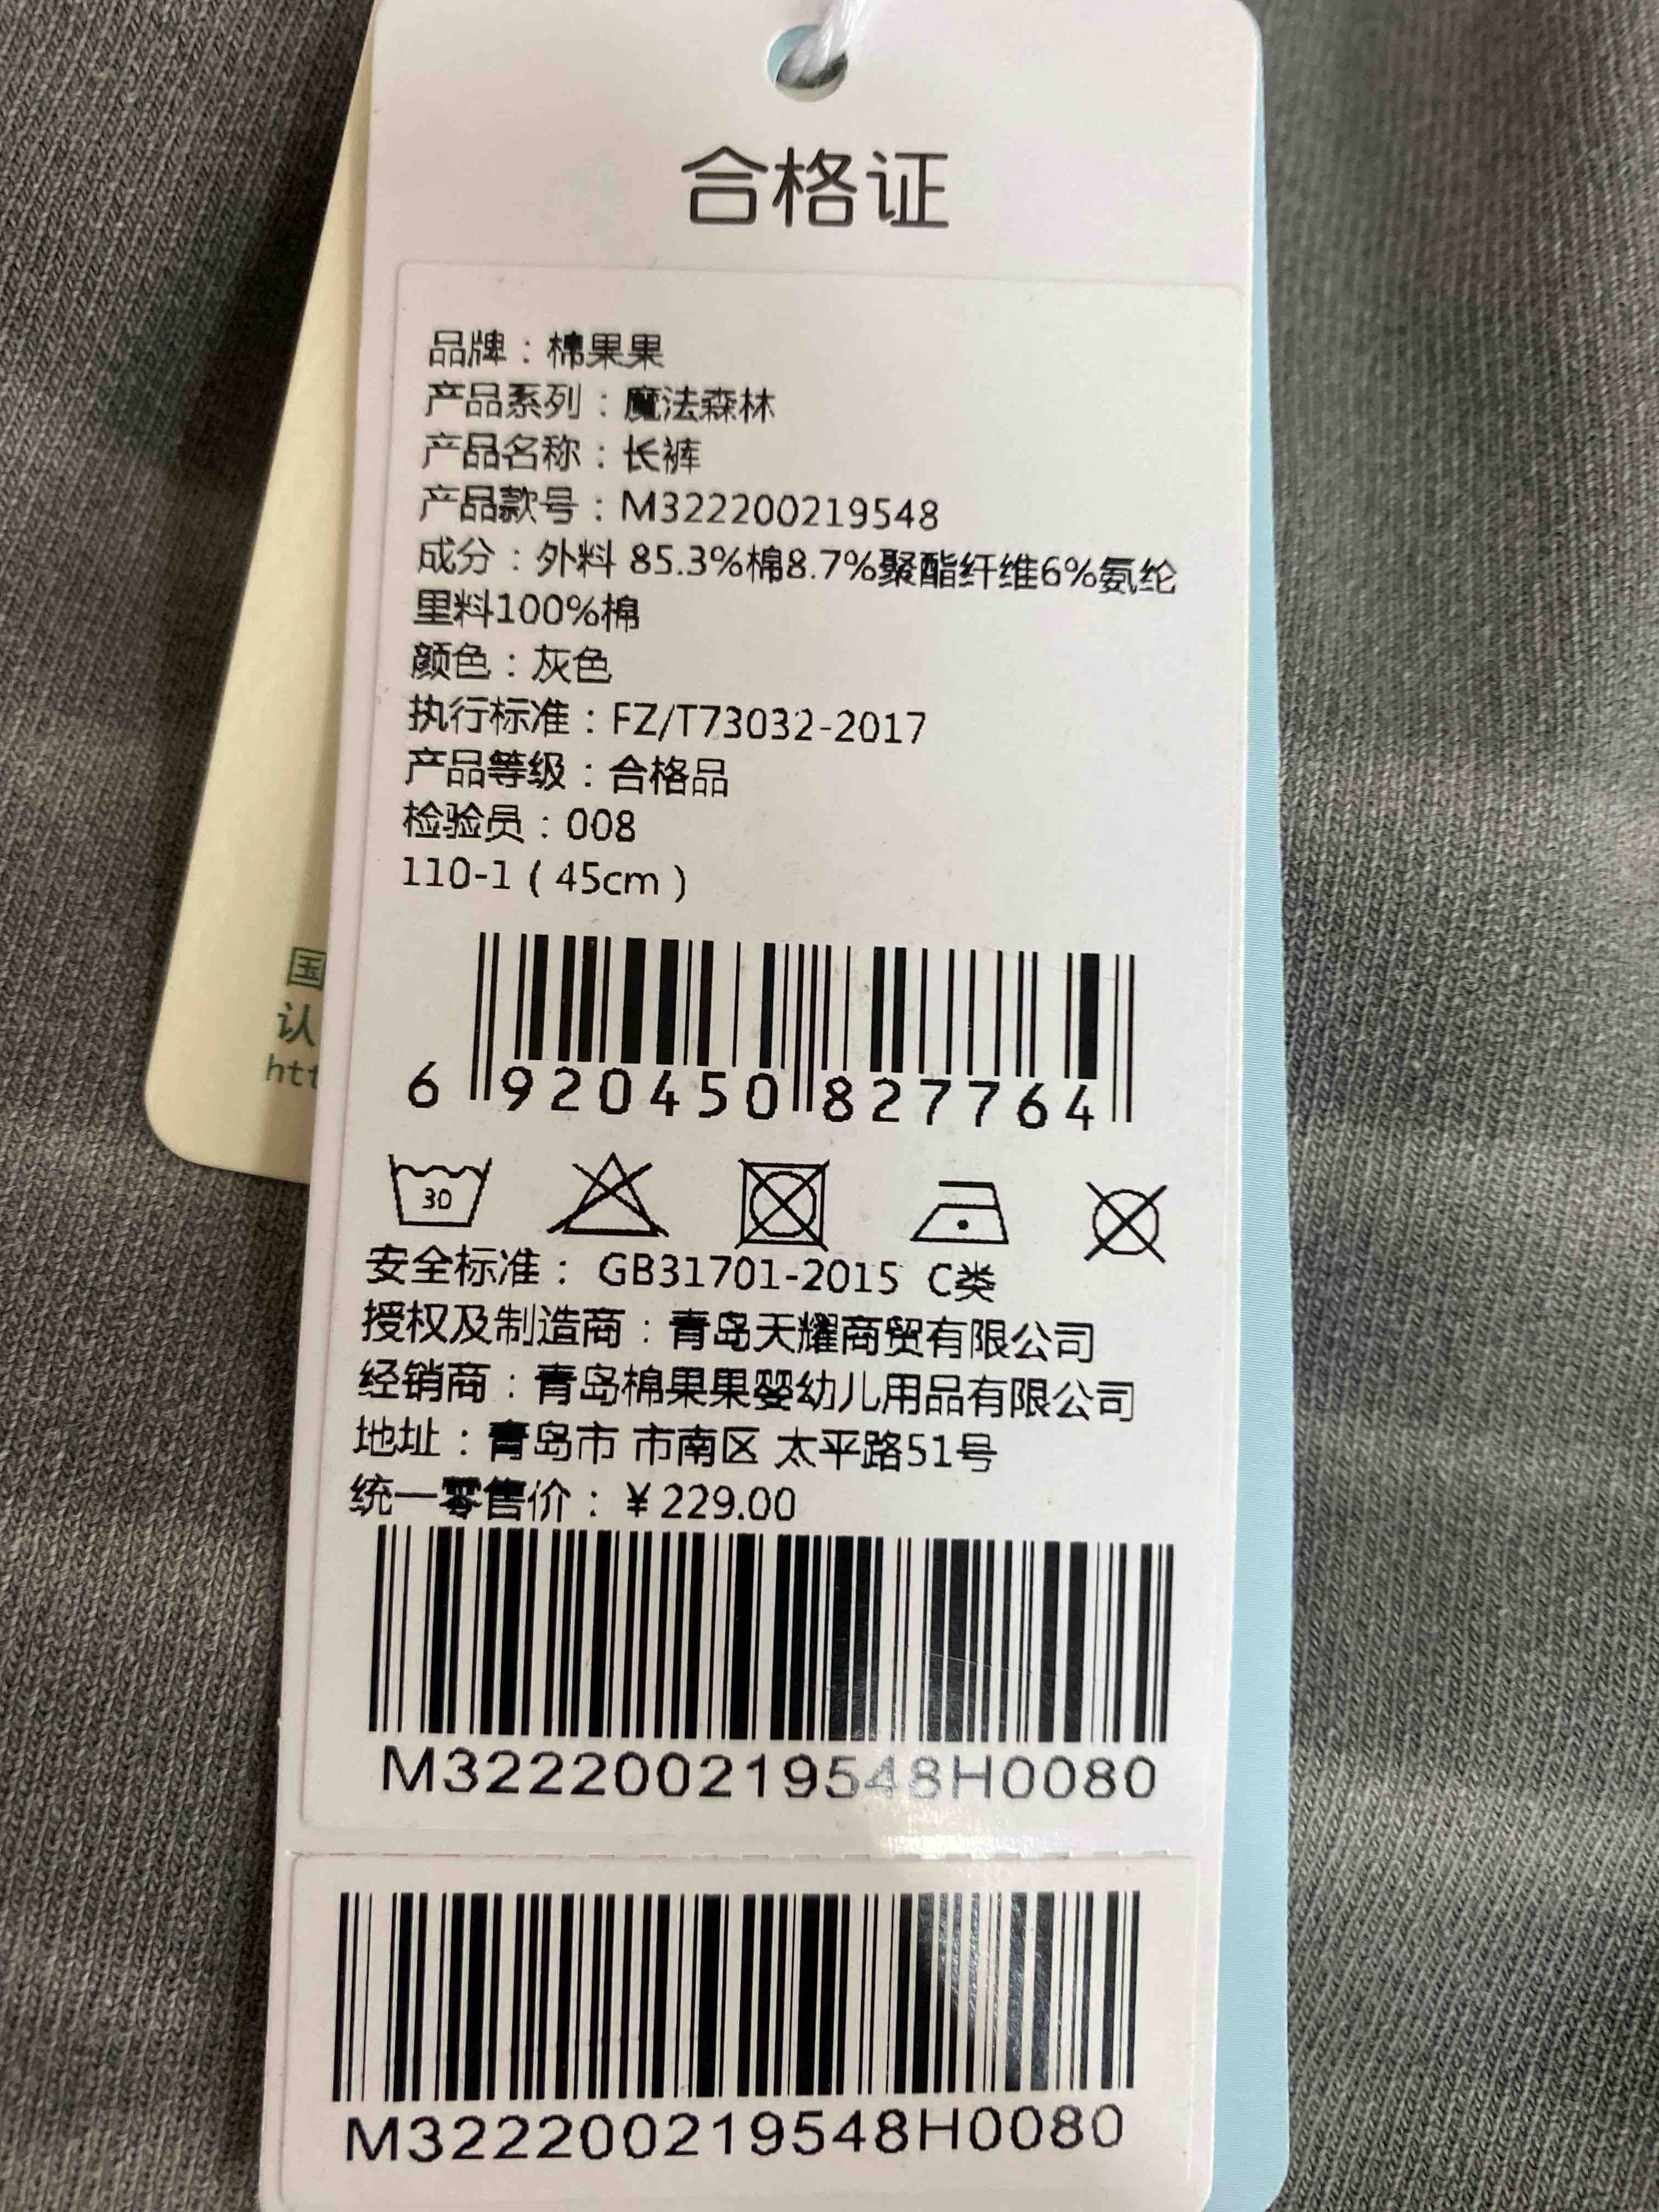 合格证
品牌：棉果果
产品系列：魔法森林
产品名称：长裤
产品款号：M322200219548
成分：外料 85.3%棉8.7%聚酯纤维6%氨纶
里料100%棉
颜色：灰色
执行标准：FZ/T73032-2017
产品等级：合格品
检验员：008
110-1（45cm）
6 920450 827764
30
安全标准： GB31701-2015 C类
授权及制造商：青岛天耀商贸有限公司
经销商：青岛棉果果婴幼儿用品有限公司
地址：青岛市 市南区 太平路51号
统一零售价：¥229.00
M322200219548H0080
M322200219548H0080
国
认
htt